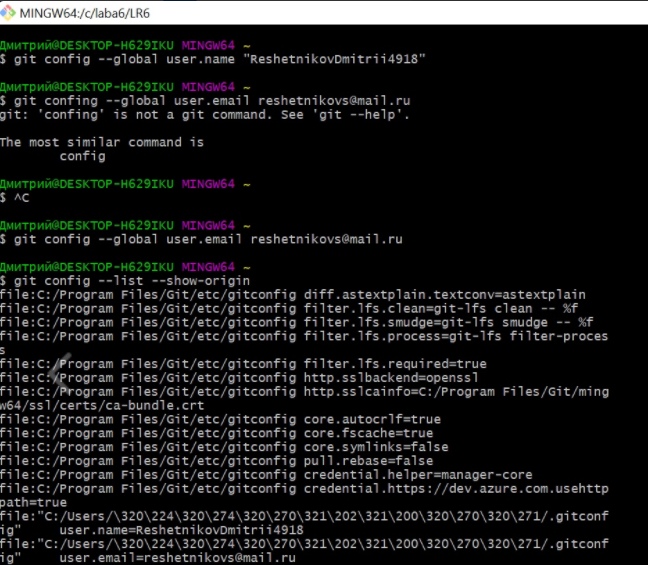 MINGW64:/c/laba6/LR6
Дмитрий@DESKTOP-H629IKU MINGW64 ~
$ git config --global user.name "ReshetnikovDmitrii4918"
Дмитрий@DESKTOP-H629IKU MINGW64 ~
$ git confing --global user.email reshetnikovs@mail.ru
git: 'confing' is not a git command. See 'git --help'.
The most similar command is
config
Дмитрий@DESKTOP-H629IKU MINGW64 ~
$ ^C
Дмитрий@DESKTOP-H629IKU MINGW64 ~
$ git config --global user.email reshetnikovs@mail.ru
Дмитрий@DESKTOP-H629IKU MINGW64 ~
$ git config --list --show-origin
file:C:/Program Files/Git/etc/gitconfig diff.astextplain.textconv=astextplain
file:C:/Program Files/Git/etc/gitconfig filter.lfs.clean=git-lfs clean -- %f
file:C:/Program Files/Git/etc/gitconfig filter.lfs.smudge=git-lfs smudge -- %f
file:C:/Program Files/Git/etc/gitconfig filter.lfs.process=git-lfs filter-proces
s
file:C:/Program Files/Git/etc/gitconfig filter.lfs.required=true
file:C:/Program Files/Git/etc/gitconfig http.sslbackend=openssl
file:C:/Program Files/Git/etc/gitconfig http.sslcainfo=C:/Program Files/Git/ming
w64/ssl/certs/ca-bundle.crt
file:C:/Program Files/Git/etc/gitconfig core.autocrlf=true
file:C:/Program Files/Git/etc/gitconfig core.fscache=true
file:C:/Program Files/Git/etc/gitconfig core.symlinks=false
file:C:/Program Files/Git/etc/gitconfig pull.rebase=false
file:C:/Program Files/Git/etc/gitconfig credential.helper=manager-core
file:C:/Program Files/Git/etc/gitconfig credential.https://dev.azure.com.usehttp
path=true
file:"C:/Users/\320\224\320\274\320\270\321\202\321\200\320\270\320\271/.gitconf
ig" user.name=ReshetnikovDmitrii4918
file:"C:/Users/\320\224\320\274\320\270\321\202\321\200\320\270\320\271/.gitconf
ig" user.email=reshetnikovs@mail.ru